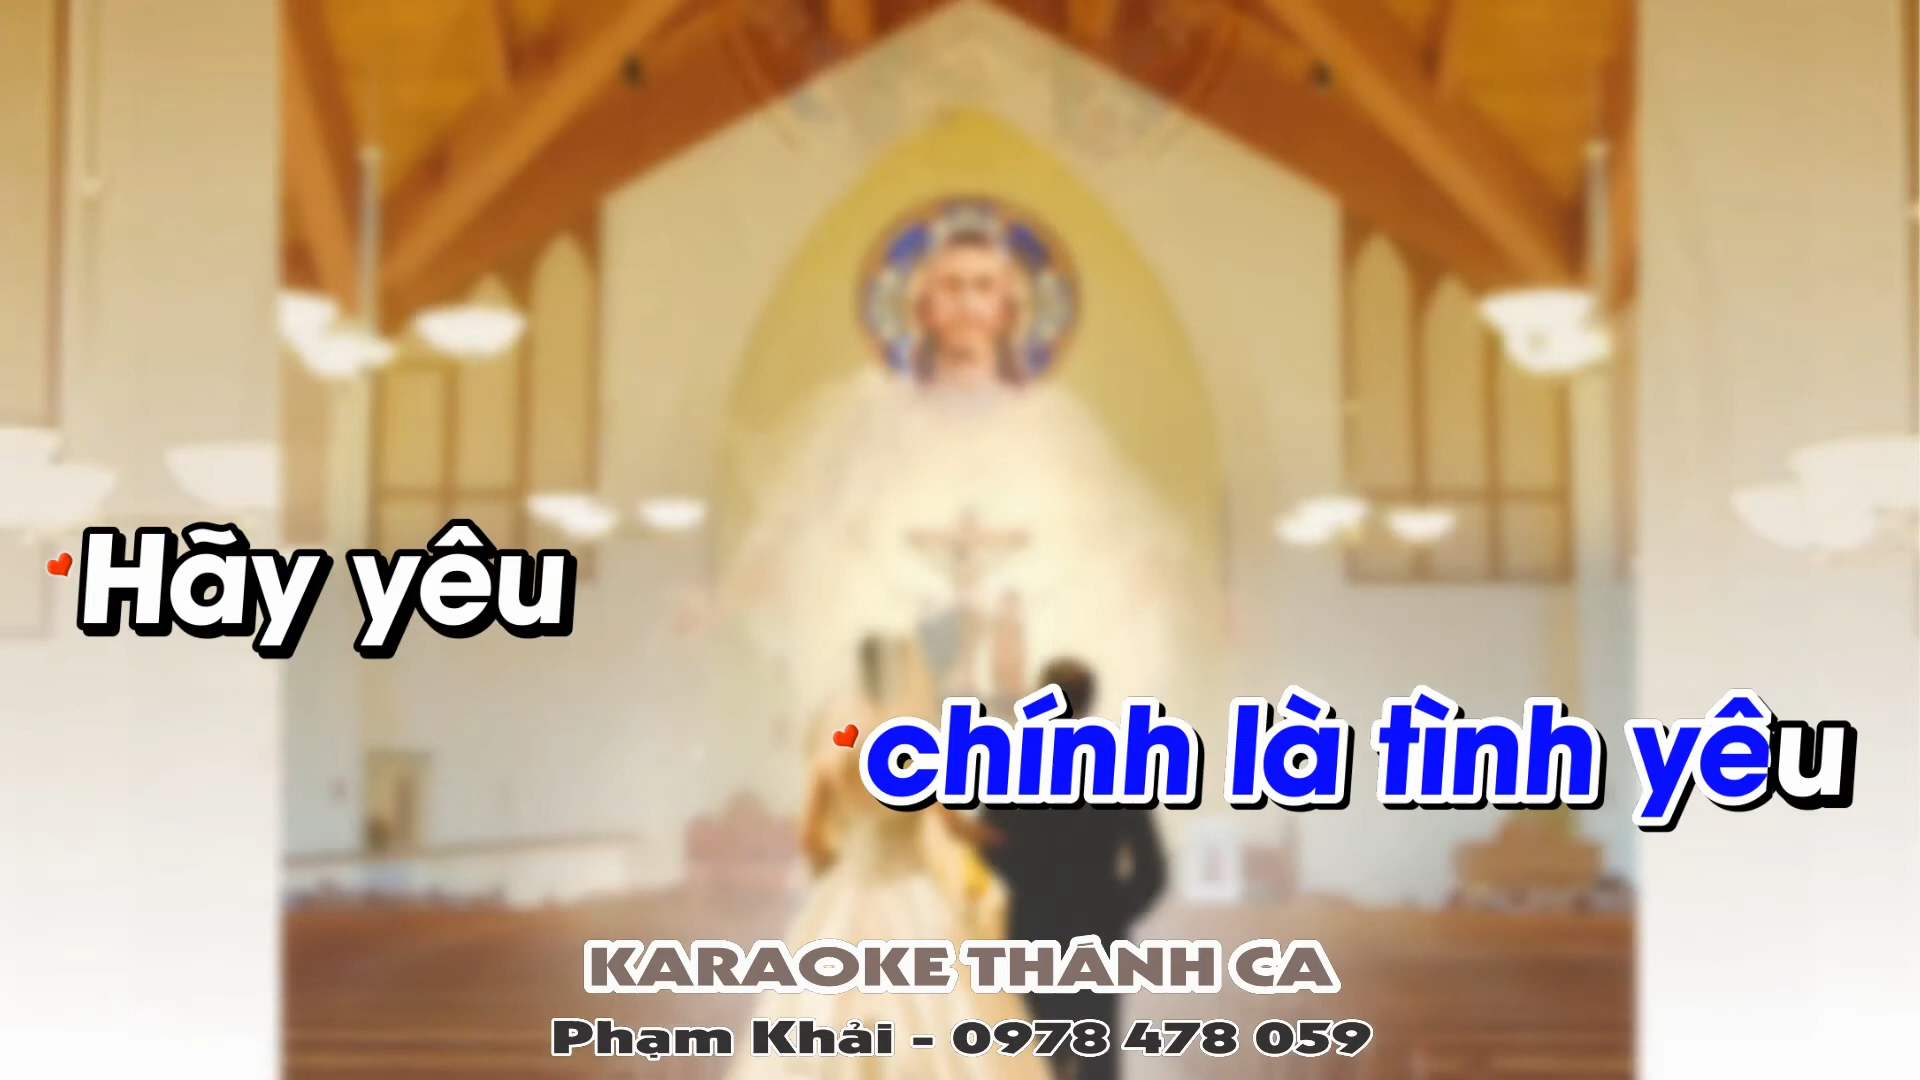 Hãy yêu
chính là tình yêu
KARAOKE THÁNH CA
Phạm Khải - 0978 478 059